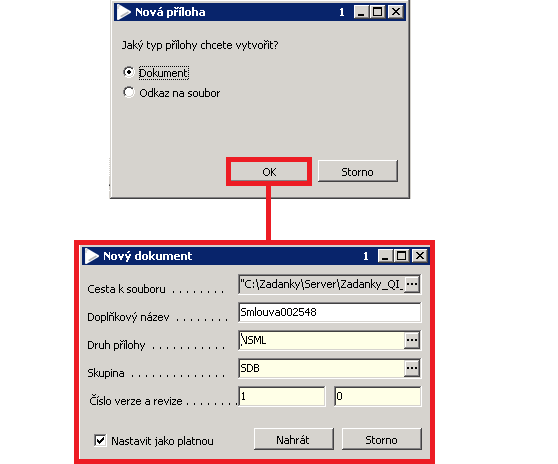 Nová příloha 1
Jaký typ přílohy chcete vytvořit?
Dokument
Odkaz na soubor
OK Storno
Nový dokument 1
Cesta k souboru . . . . . . . . "C:\Zadanky\Server\Zadanky_QI_ ...
Doplňkový název . . . . . . . . Smlouva002548
Druh přílohy . . . . . . . . . . . \VSML ...
Skupina . . . . . . . . . . . . . . SDB ...
Číslo verze a revize . . . . . . . . 1 0
Nastavit jako platnou Nahrát Storno